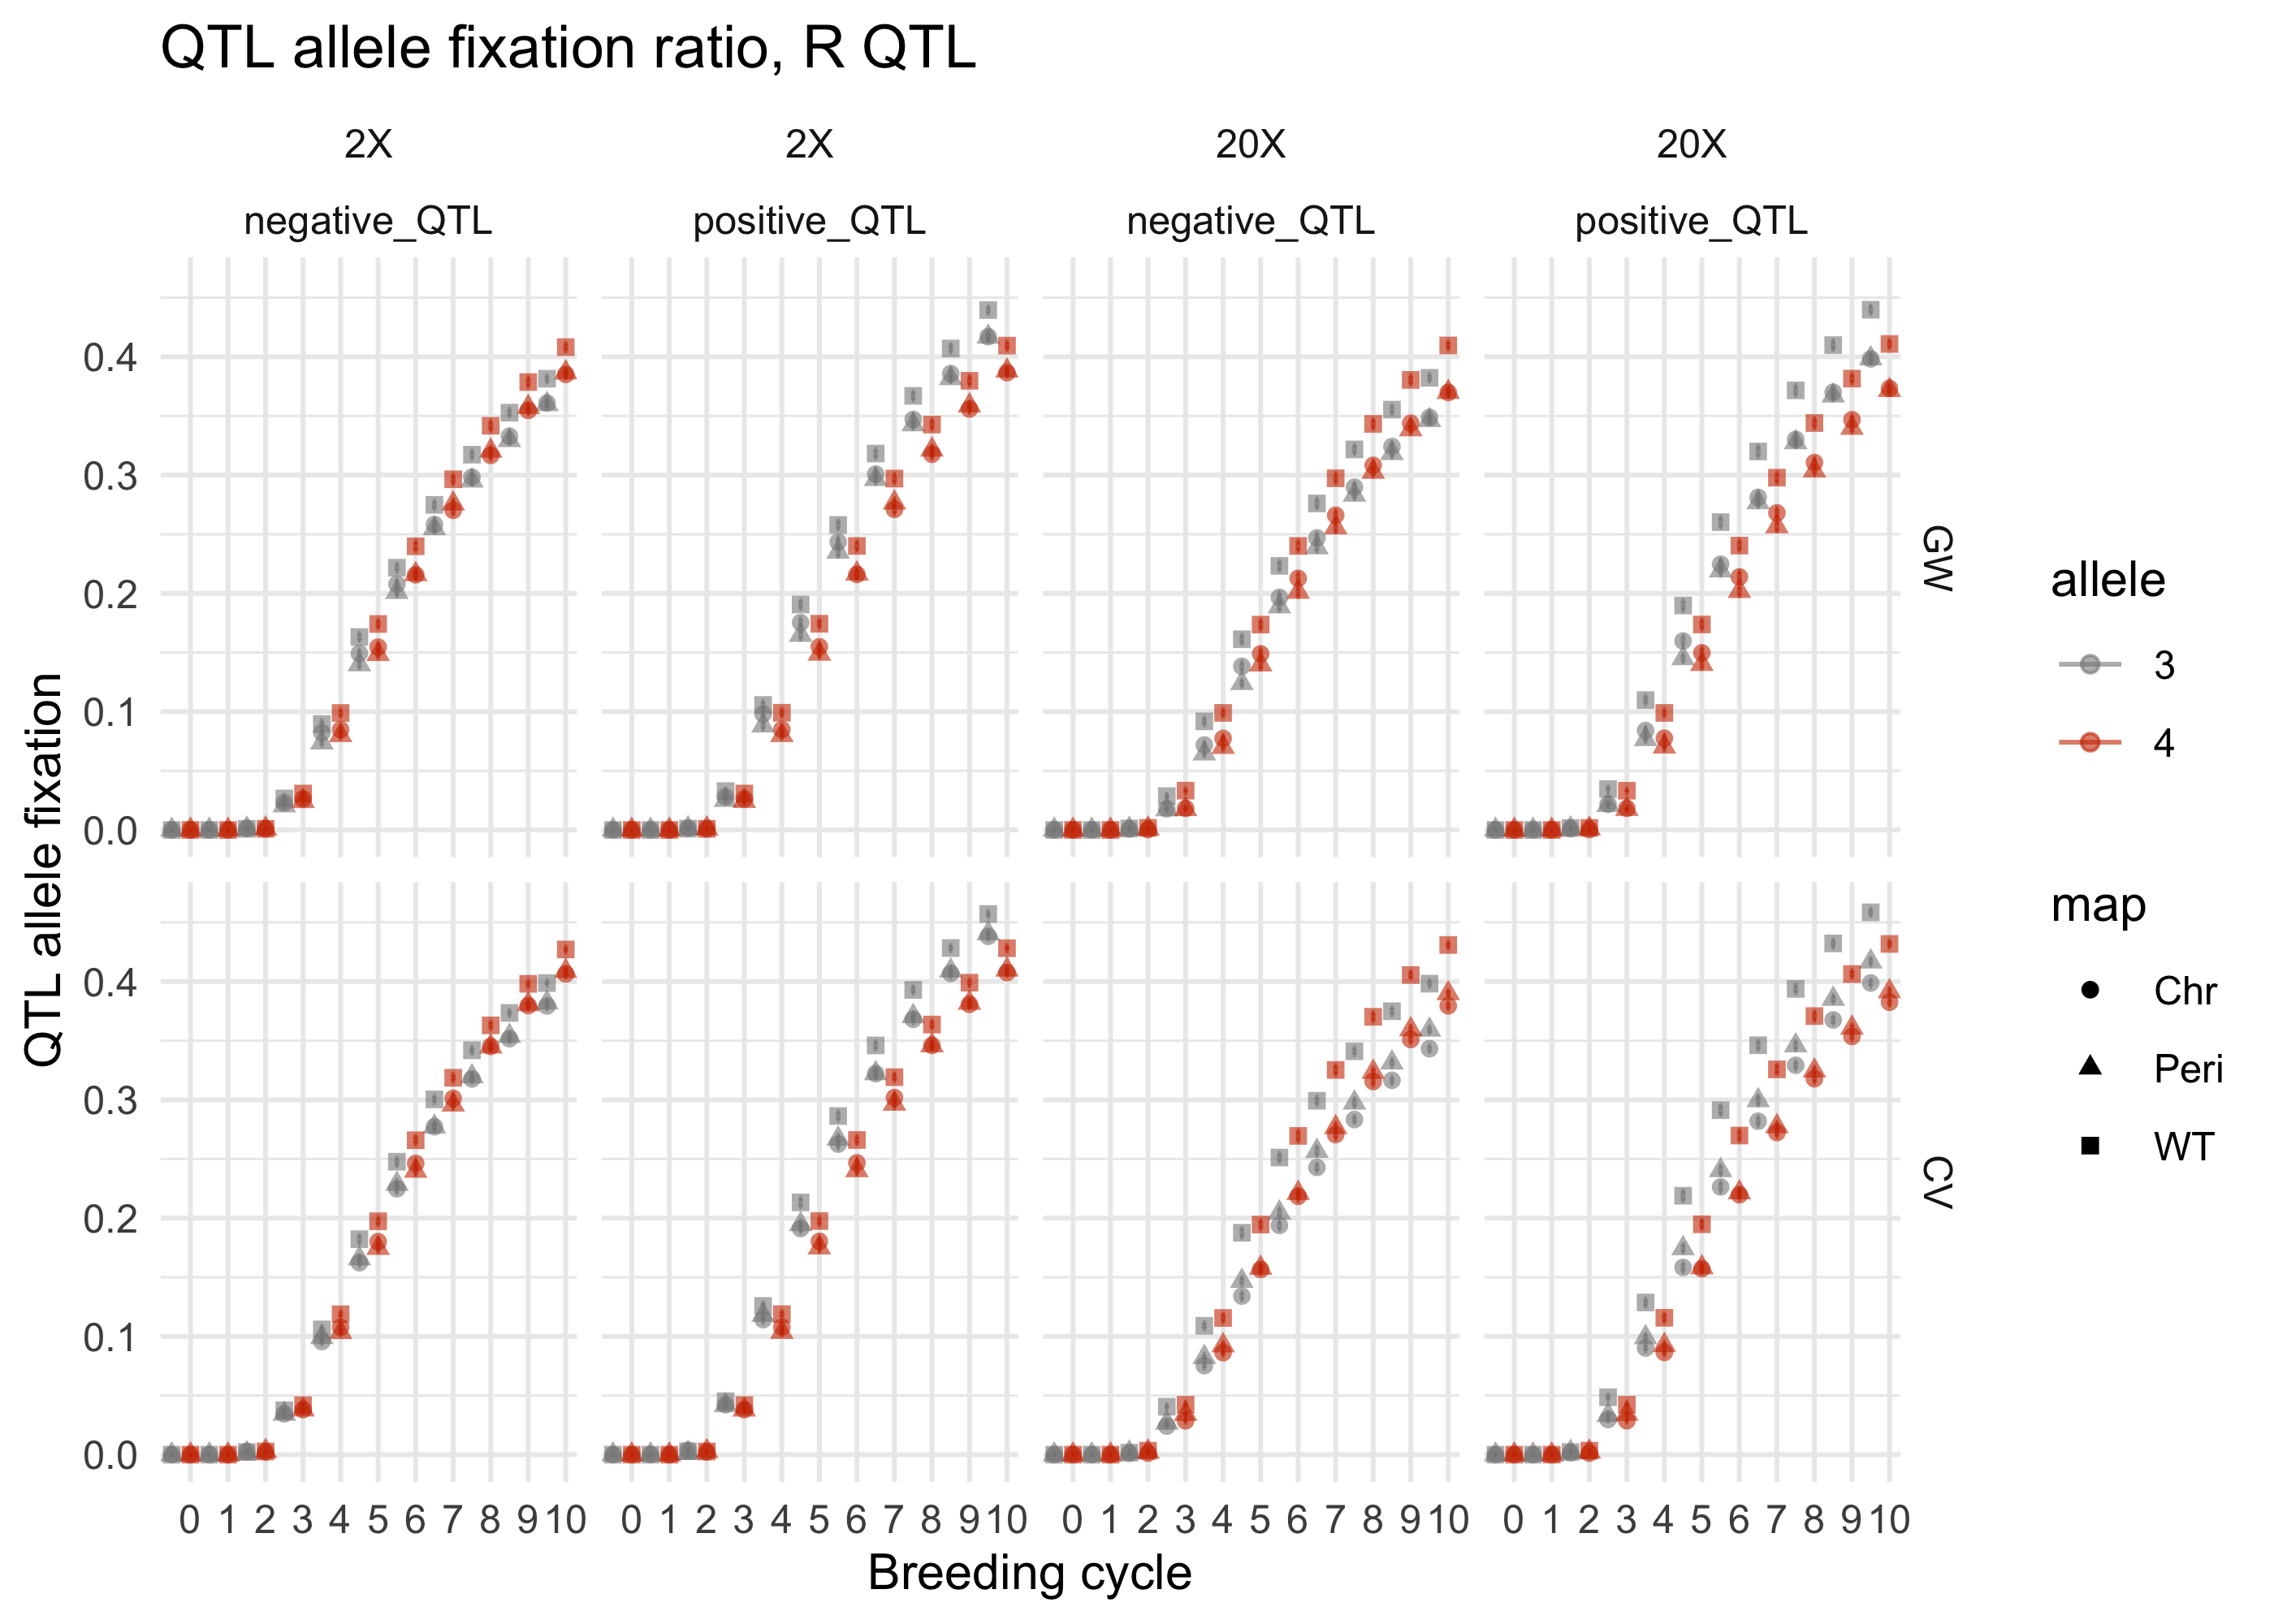 QTL allele fixation ratio, R QTL
2X 2X 20X 20X
negative_QTL positive_QTL negative_QTL positive_QTL
QTL allele fixation
0.4
0.3
0.2
0.1
0.0
GW
0.4
0.3
0.2
0.1
0.0
CV
0 1 2 3 4 5 6 7 8 9 10 0 1 2 3 4 5 6 7 8 9 10 0 1 2 3 4 5 6 7 8 9 10 0 1 2 3 4 5 6 7 8 9 10
Breeding cycle
allele
3
4
map
Chr
Peri
WT